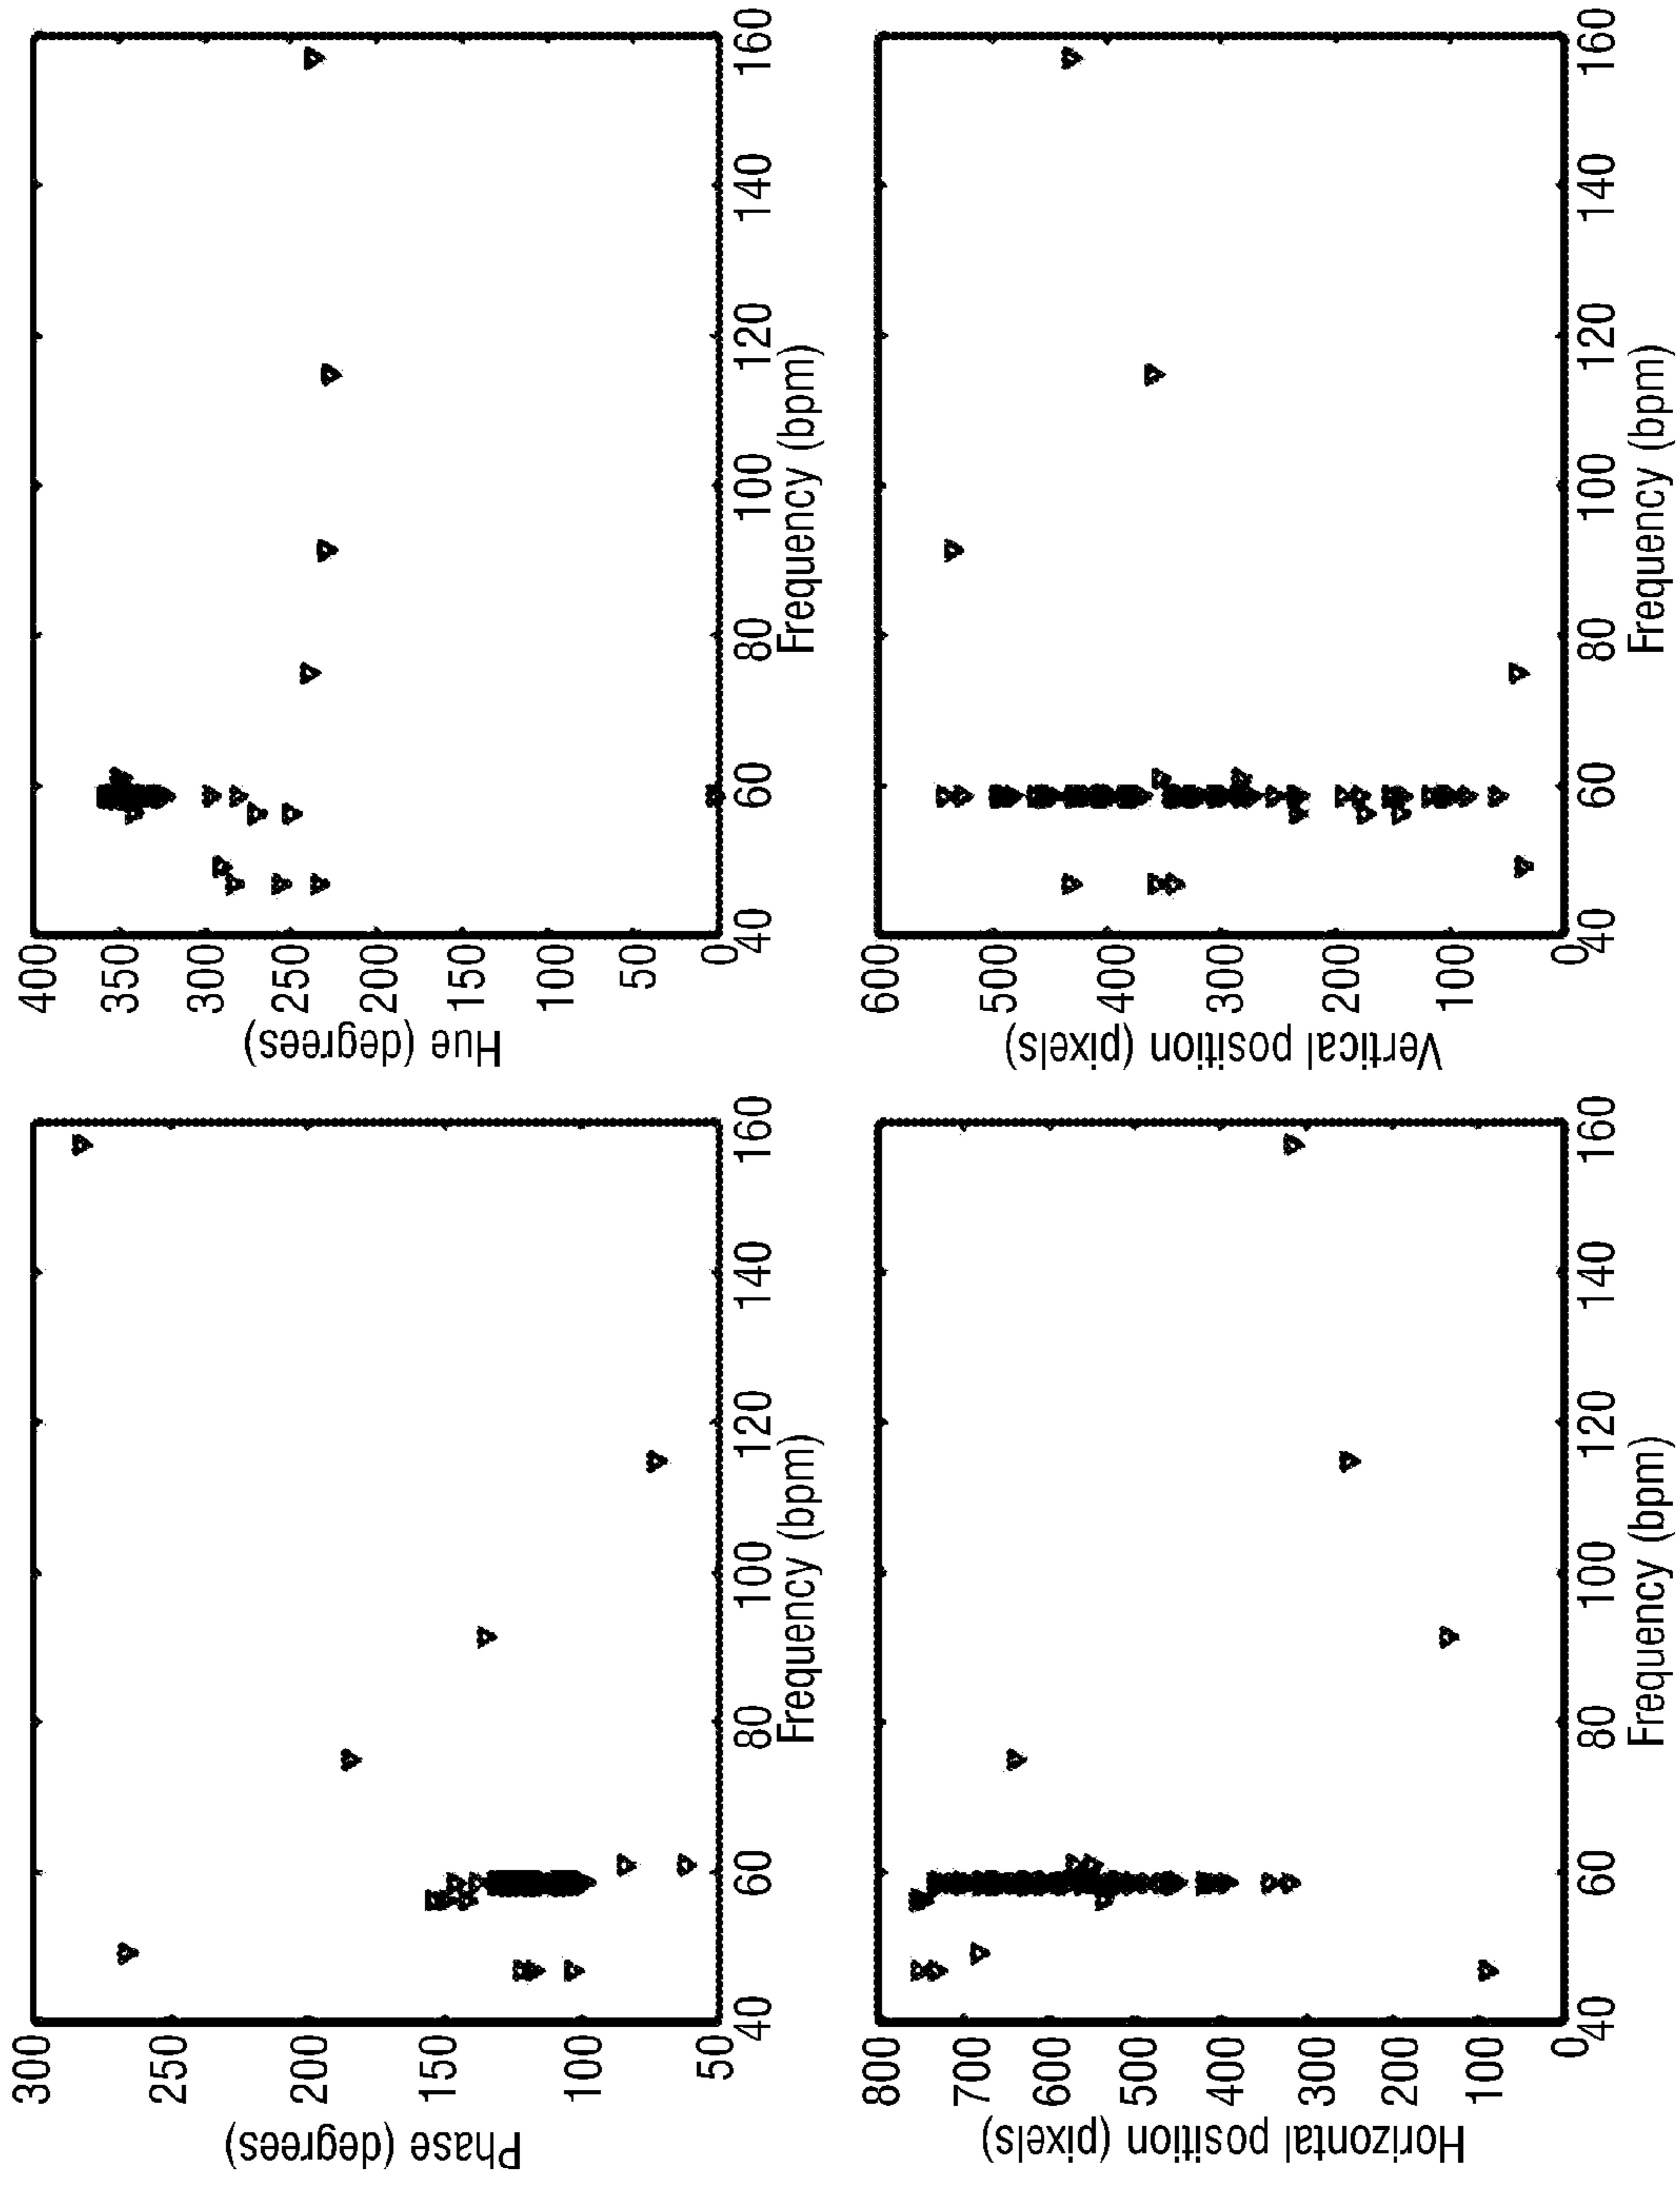 300
250
200
150
100
50
Phase (degrees)
40 60 80 100 120 140 160
Frequency (bpm)
400
350
300
250
200
150
100
50
0
Hue (degrees)
40 60 80 100 120 140 160
Frequency (bpm)
800
700
600
500
400
300
200
100
0
Horizontal position (pixels)
40 60 80 100 120 140 160
Frequency (bpm)
600
500
400
300
200
100
0
Vertical position (pixels)
40 60 80 100 120 140 160
Frequency (bpm)